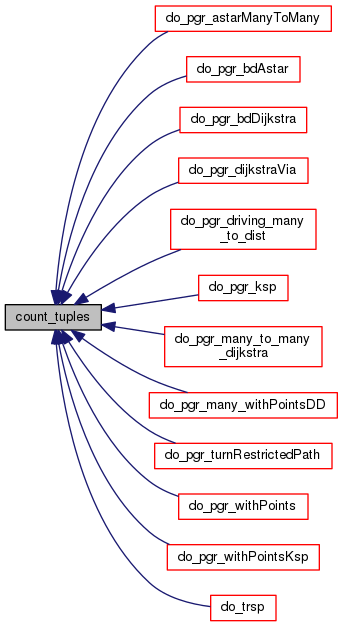 do_pgr_astarManyToMany
do_pgr_bdAstar
do_pgr_bdDijkstra
do_pgr_dijkstraVia
do_pgr_driving_many
_to_dist
do_pgr_ksp
count_tuples
do_pgr_many_to_many
_dijkstra
do_pgr_many_withPointsDD
do_pgr_turnRestrictedPath
do_pgr_withPoints
do_pgr_withPointsKsp
do_trsp